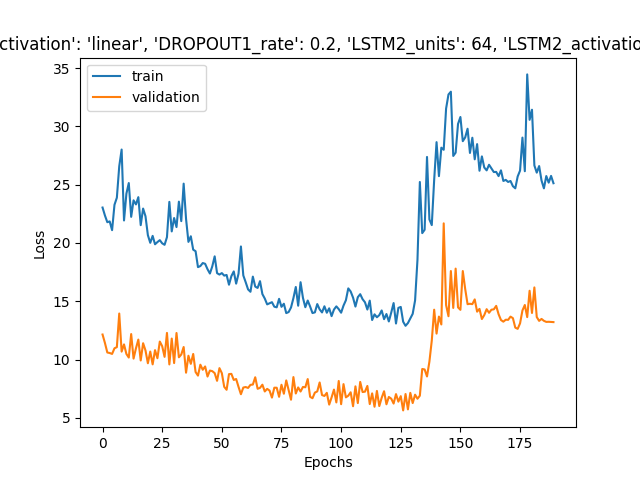 ctivation': 'linear', 'DROPOUT1_rate': 0.2, 'LSTM2_units': 64, 'LSTM2_activatio
train
validation
35
30
25
20
15
10
5
Loss
0 25 50 75 100 125 150 175
Epochs